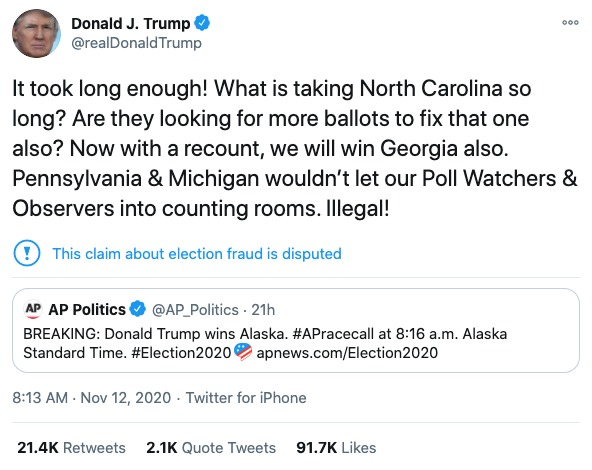 Donald J. Trump
@realDonaldTrump
It took long enough! What is taking North Carolina so
long? Are they looking for more ballots to fix that one
also? Now with a recount, we will win Georgia also.
Pennsylvania & Michigan wouldn’t let our Poll Watchers &
Observers into counting rooms. Illegal!
This claim about election fraud is disputed
AP AP Politics @AP_Politics · 21h
BREAKING: Donald Trump wins Alaska. #APracecall at 8:16 a.m. Alaska
Standard Time. #Election2020 apnews.com/Election2020
8:13 AM · Nov 12, 2020 · Twitter for iPhone
21.4K Retweets 2.1K Quote Tweets 91.7K Likes